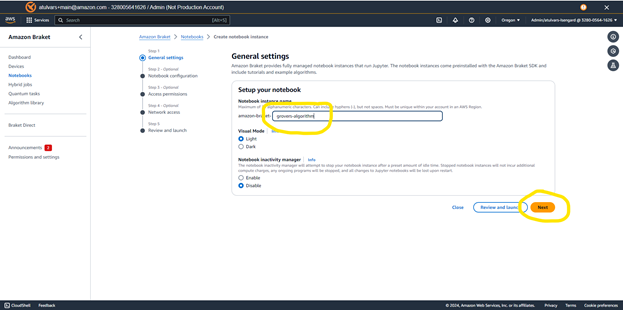 atulvars+main@amazon.com - 328005641626 / Admin (Not Production Account)
aws Services Search [Alt+S] Oregon Admin/atulvars-Isengard @ 3280-0564-1626
Amazon Braket
Dashboard
Devices
Notebooks
Hybrid jobs
Quantum tasks
Algorithm library
Braket Direct
Announcements 2
Permissions and settings
Amazon Braket > Notebooks > Create notebook instance
Step 1
General settings
Step 2 - Optional
Notebook configuration
Step 3 - Optional
Access permissions
Step 4 - Optional
Network access
Step 5
Review and launch
General settings
Amazon Braket provides fully managed notebook instances that run Jupyter. The notebook instances come preinstalled with the Amazon Braket SDK and
include tutorials and example algorithms.
Setup your notebook
Notebook instance name
Maximum of alphanumeric characters. Can include hyphens (-), but not spaces. Must be unique within your account in an AWS Region.
amazon-braket- grovers-algorithm
Visual Mode
Light
Dark
Notebook inactivity manager Info
The notebook inactivity manager will attempt to stop your notebook instance after a preset amount of idle time. Stopped notebook instances will not incur additional
compute charges, any ongoing programs will be stopped, and all changes to Jupyter notebooks will be lost upon restart.
Enable
Disable
Close Review and launch Next
CloudShell Feedback © 2024, Amazon Web Services, Inc. or its affiliates. Privacy Terms Cookie preferences